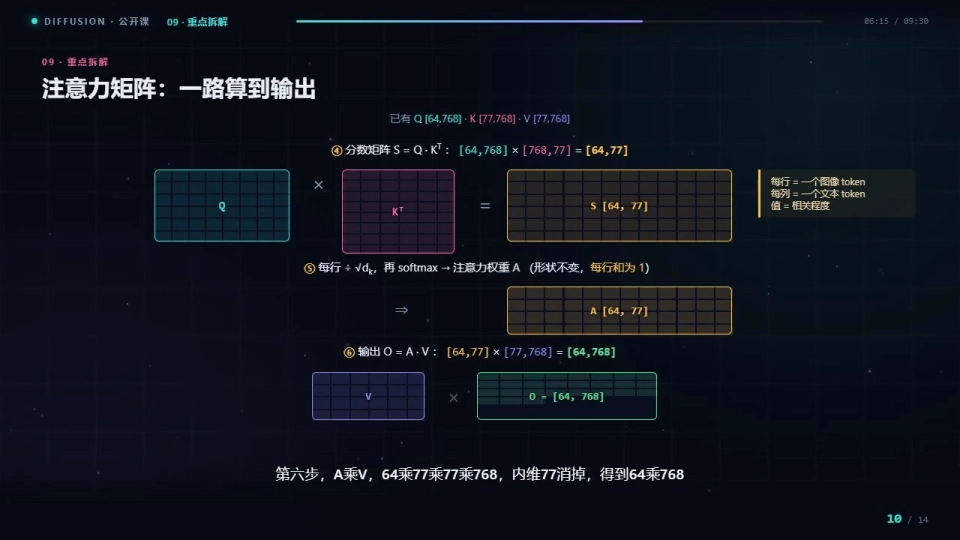 DIFFUSION · 公开课 09 · 重点拆解 06:15 / 09:30
09 · 重点拆解
注意力矩阵：一路算到输出
已有 Q [64,768] · K [77,768] · V [77,768]
④ 分数矩阵 S = Q · Kᵀ： [64,768] × [768,77] = [64,77]
Q × Kᵀ = S [64, 77]
每行 = 一个图像 token
每列 = 一个文本 token
值 = 相关程度
⑤ 每行 ÷ √dₖ，再 softmax → 注意力权重 A （形状不变，每行和为 1）
⇒ A [64, 77]
⑥ 输出 O = A · V： [64,77] × [77,768] = [64,768]
V × O = [64, 768]
第六步，A乘V，64乘77乘77乘768，内维77消掉，得到64乘768
10 / 14